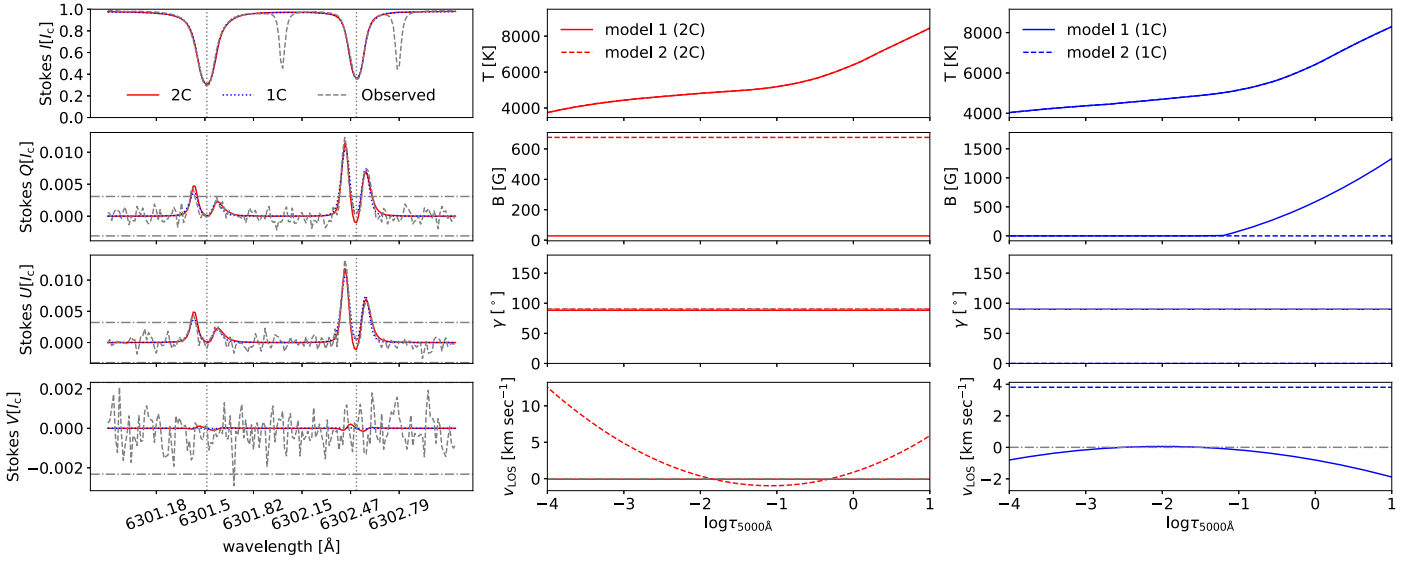 Stokes I[I_c]
1.0
0.8
0.6
0.4
0.2
0.0
2C
1C
Observed
Stokes Q[I_c]
0.010
0.005
0.000
Stokes U[I_c]
0.010
0.005
0.000
Stokes V[I_c]
0.002
0.000
−0.002
6301.18
6301.5
6301.82
6302.15
6302.47
6302.79
wavelength [Å]
T [K]
8000
6000
4000
model 1 (2C)
model 2 (2C)
B [G]
600
400
200
0
γ [°]
150
100
50
0
v_LOS [km sec⁻¹]
10
5
0
−4
−3
−2
−1
0
1
logτ_5000Å
T [K]
8000
6000
4000
model 1 (1C)
model 2 (1C)
B [G]
1500
1000
500
0
γ [°]
150
100
50
0
v_LOS [km sec⁻¹]
4
2
0
−2
−4
−3
−2
−1
0
1
logτ_5000Å